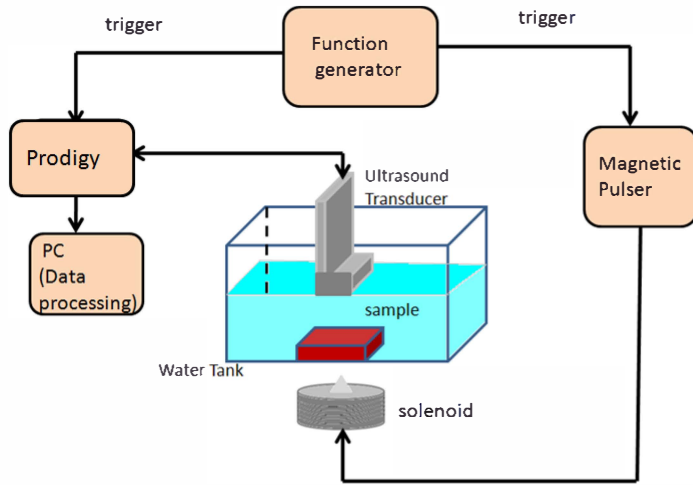 trigger
trigger
Function
generator
Prodigy
Magnetic
Pulser
Ultrasound
Transducer
PC
(Data
processing)
sample
Water Tank
solenoid